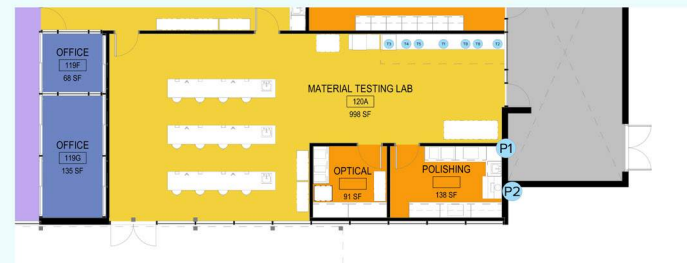 OFFICE
119F
68 SF
OFFICE
119G
135 SF
MATERIAL TESTING LAB
120A
998 SF
OPTICAL
91 SF
POLISHING
138 SF
P1
P2